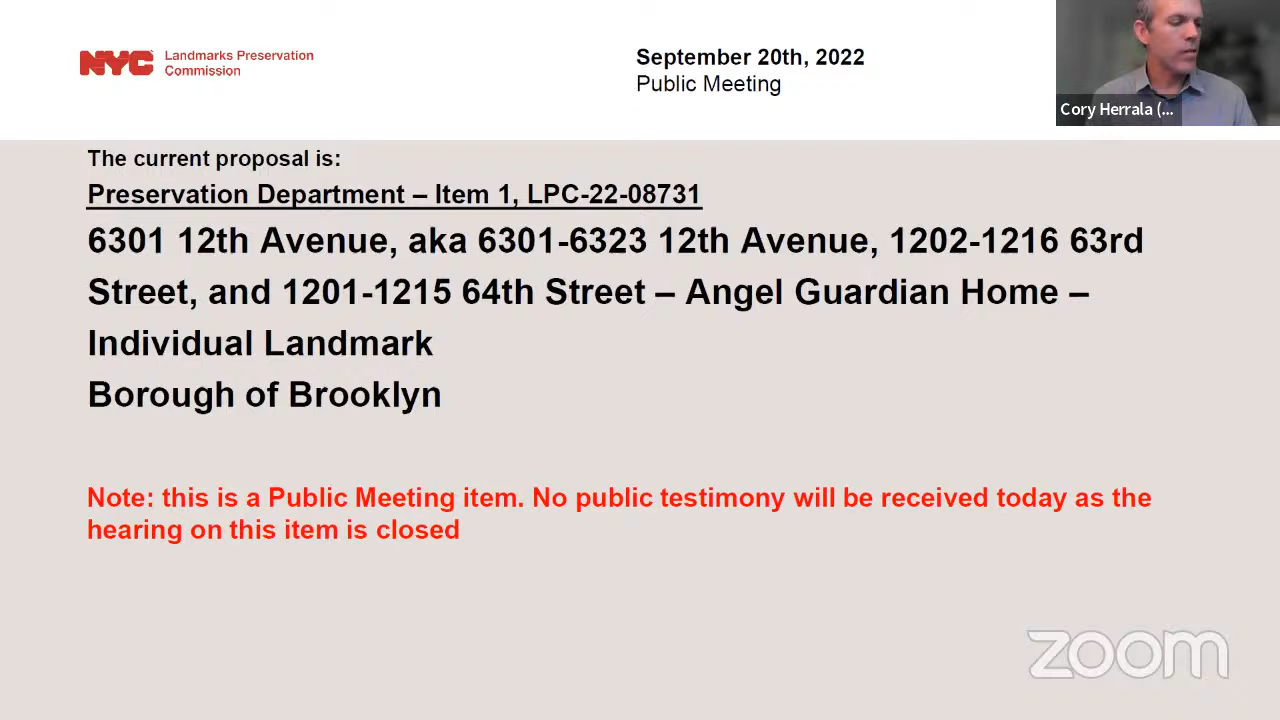 NYC Landmarks Preservation
Commission
September 20th, 2022
Public Meeting
Cory Herrala (...
The current proposal is:
Preservation Department – Item 1, LPC-22-08731
6301 12th Avenue, aka 6301-6323 12th Avenue, 1202-1216 63rd
Street, and 1201-1215 64th Street – Angel Guardian Home –
Individual Landmark
Borough of Brooklyn
Note: this is a Public Meeting item. No public testimony will be received today as the
hearing on this item is closed
zoom